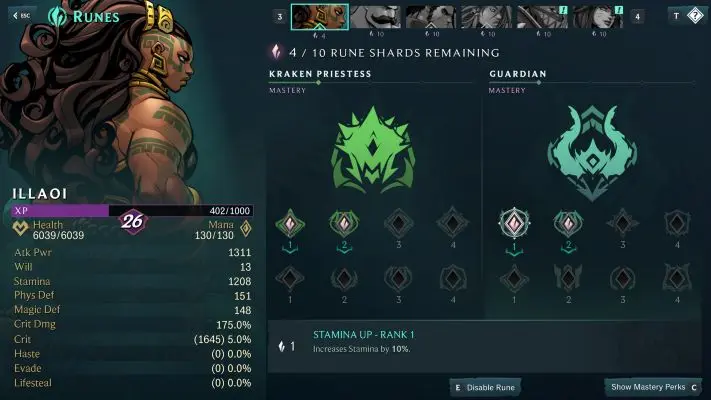 ESC RUNES
3 4 T ?
4 10 10 10 10 10
4 / 10 RUNE SHARDS REMAINING
KRAKEN PRIESTESS
MASTERY
GUARDIAN
MASTERY
ILLAOI
XP 402/1000
26
Health Mana
6039/6039 130/130
Atk Pwr 1311
Will 13
Stamina 1208
Phys Def 151
Magic Def 148
Crit Dmg 175.0%
Crit (1645) 5.0%
Haste (0) 0.0%
Evade (0) 0.0%
Lifesteal (0) 0.0%
1 2 3 4
1 2 3 4
1 2 3 4
1 2 3 4
STAMINA UP - RANK 1
1 Increases Stamina by 10%.
E Disable Rune
Show Mastery Perks C